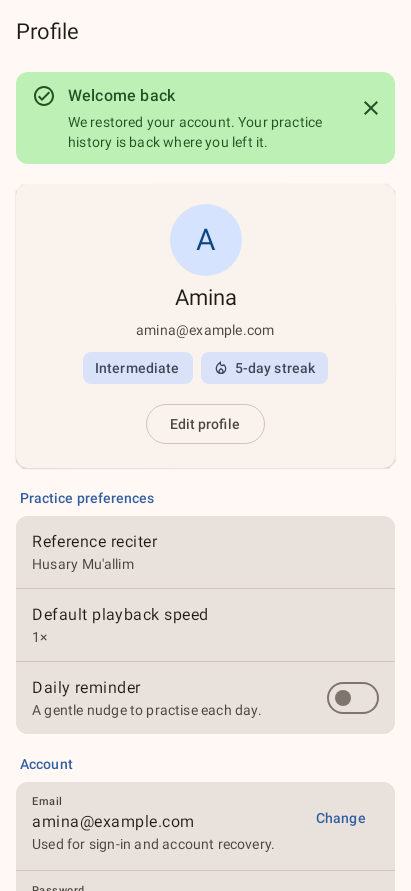 Profile
Welcome back
We restored your account. Your practice
history is back where you left it.
A
Amina
amina@example.com
Intermediate
5-day streak
Edit profile
Practice preferences
Reference reciter
Husary Mu'allim
Default playback speed
1×
Daily reminder
A gentle nudge to practise each day.
Account
Email
amina@example.com
Change
Used for sign-in and account recovery.
Password